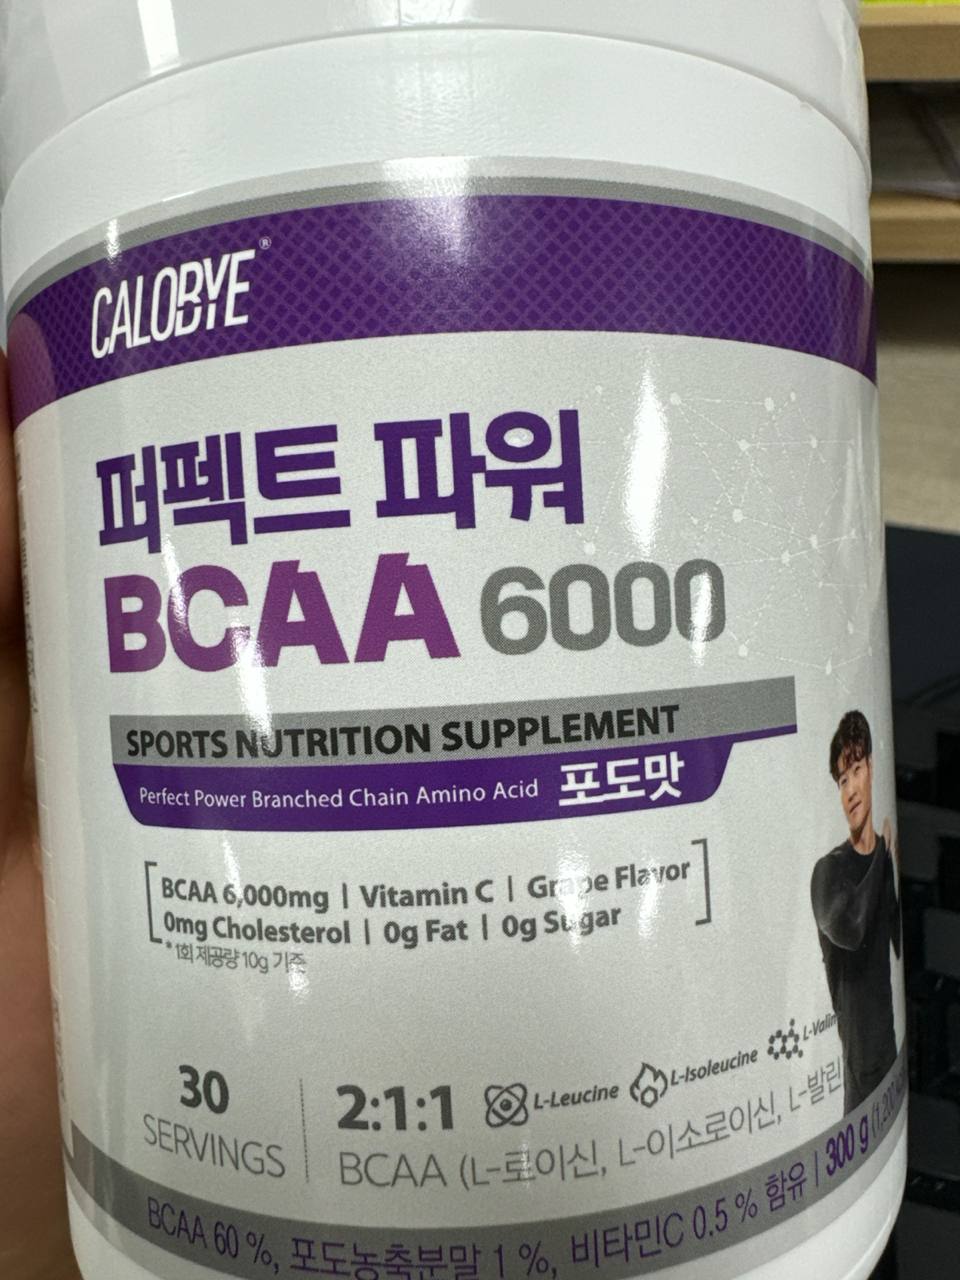 CALOBYE®
퍼펙트 파워
BCAA 6000
SPORTS NUTRITION SUPPLEMENT
Perfect Power Branched Chain Amino Acid 포도맛
BCAA 6,000mg | Vitamin C | Grape Flavor
0mg Cholesterol | 0g Fat | 0g Sugar
* 1회 제공량 10g 기준
30
SERVINGS
2:1:1 L-Leucine L-Isoleucine
BCAA (L-로이신, L-이소로이신, L-발린
BCAA 60 %, 포도농축분말 1 %, 비타민C 0.5 % 함유 | 300 g